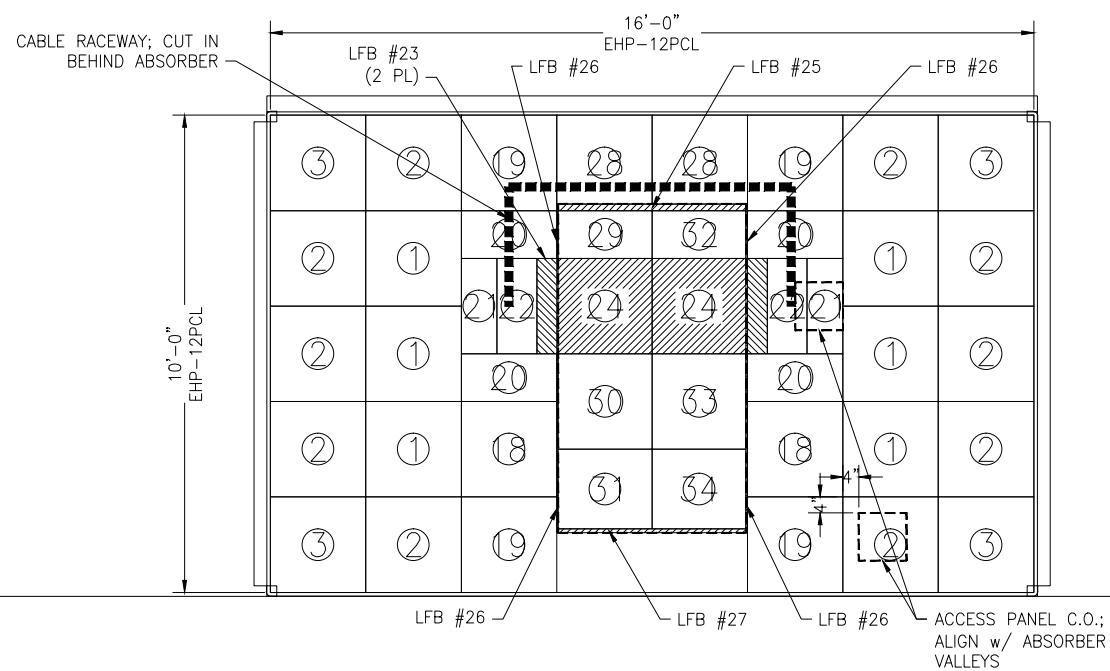 16'-0"
EHP-12PCL
CABLE RACEWAY; CUT IN
BEHIND ABSORBER
LFB #23
(2 PL)
LFB #26
LFB #25
LFB #26
10'-0"
EHP-12PCL
3 2 19 28 28 19 2 3
20 29 32 20
2 1 1 2
21 22 24 24 22 21
2 1 20 20 1 2
30 33
2 1 18 18 1 2
31 34
4"
4"
3 2 19 19 2 3
LFB #26
LFB #27
LFB #26
ACCESS PANEL C.O.;
ALIGN w/ ABSORBER
VALLEYS